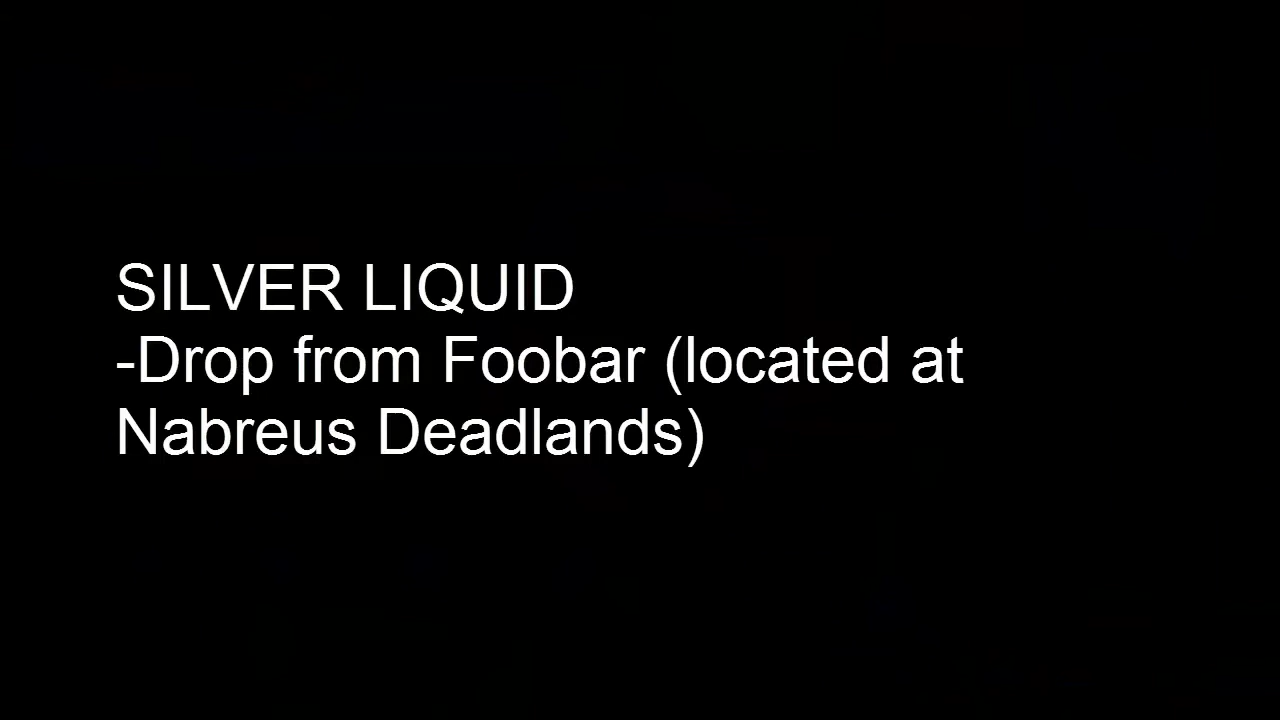 SILVER LIQUID
-Drop from Foobar (located at
Nabreus Deadlands)